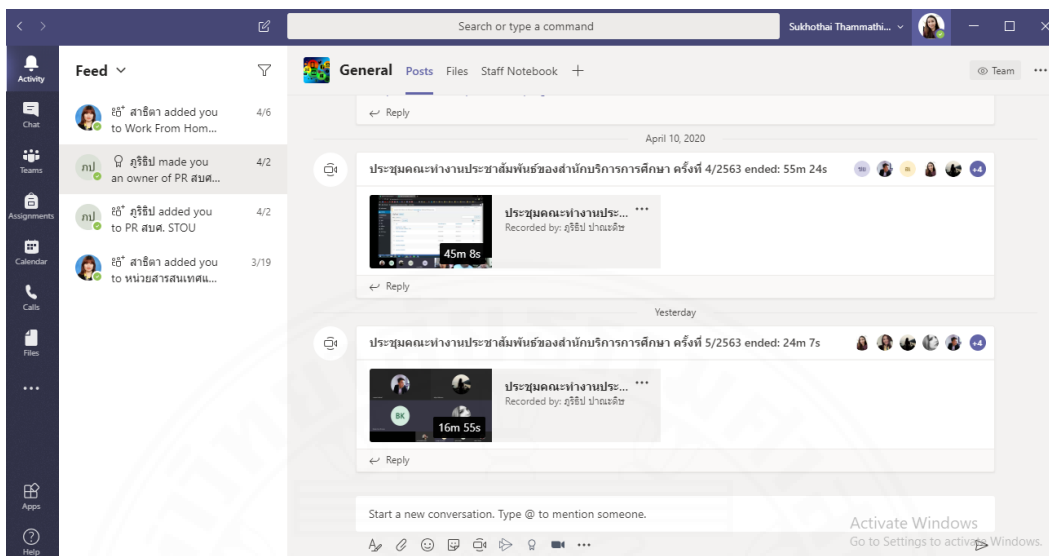 Search or type a command
Sukhothai Thammathi...
Activity
Chat
Teams
Assignments
Calendar
Calls
Files
Apps
Help
Feed
สาธิตา added you
to Work From Hom...
4/6
ภป
ภูริธิป made you
an owner of PR สบศ...
4/2
ภป
ภูริธิป added you
to PR สบศ. STOU
4/2
สาธิตา added you
to หน่วยสารสนเทศแ...
3/19
General
Posts
Files
Staff Notebook
Team
Reply
April 10, 2020
ประชุมคณะทำงานประชาสัมพันธ์ของสำนักบริการการศึกษา ครั้งที่ 4/2563 ended: 55m 24s
+4
ประชุมคณะทำงานประ...
Recorded by: ภูริธิป ปาณะดิษ
45m 8s
Reply
Yesterday
ประชุมคณะทำงานประชาสัมพันธ์ของสำนักบริการการศึกษา ครั้งที่ 5/2563 ended: 24m 7s
+4
ประชุมคณะทำงานประ...
Recorded by: ภูริธิป ปาณะดิษ
BK
16m 55s
Reply
Start a new conversation. Type @ to mention someone.
Activate Windows
Go to Settings to activate Windows.